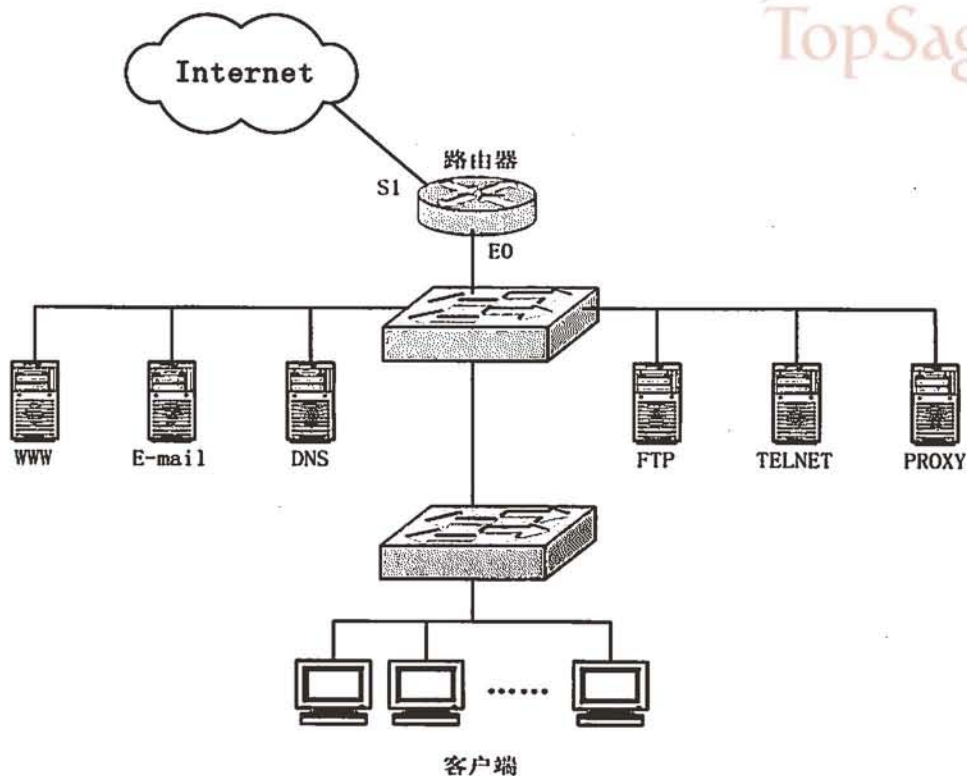 TopSag
Internet
路由器
S1
E0
WWW
E-mail
DNS
FTP
TELNET
PROXY
......
客户端